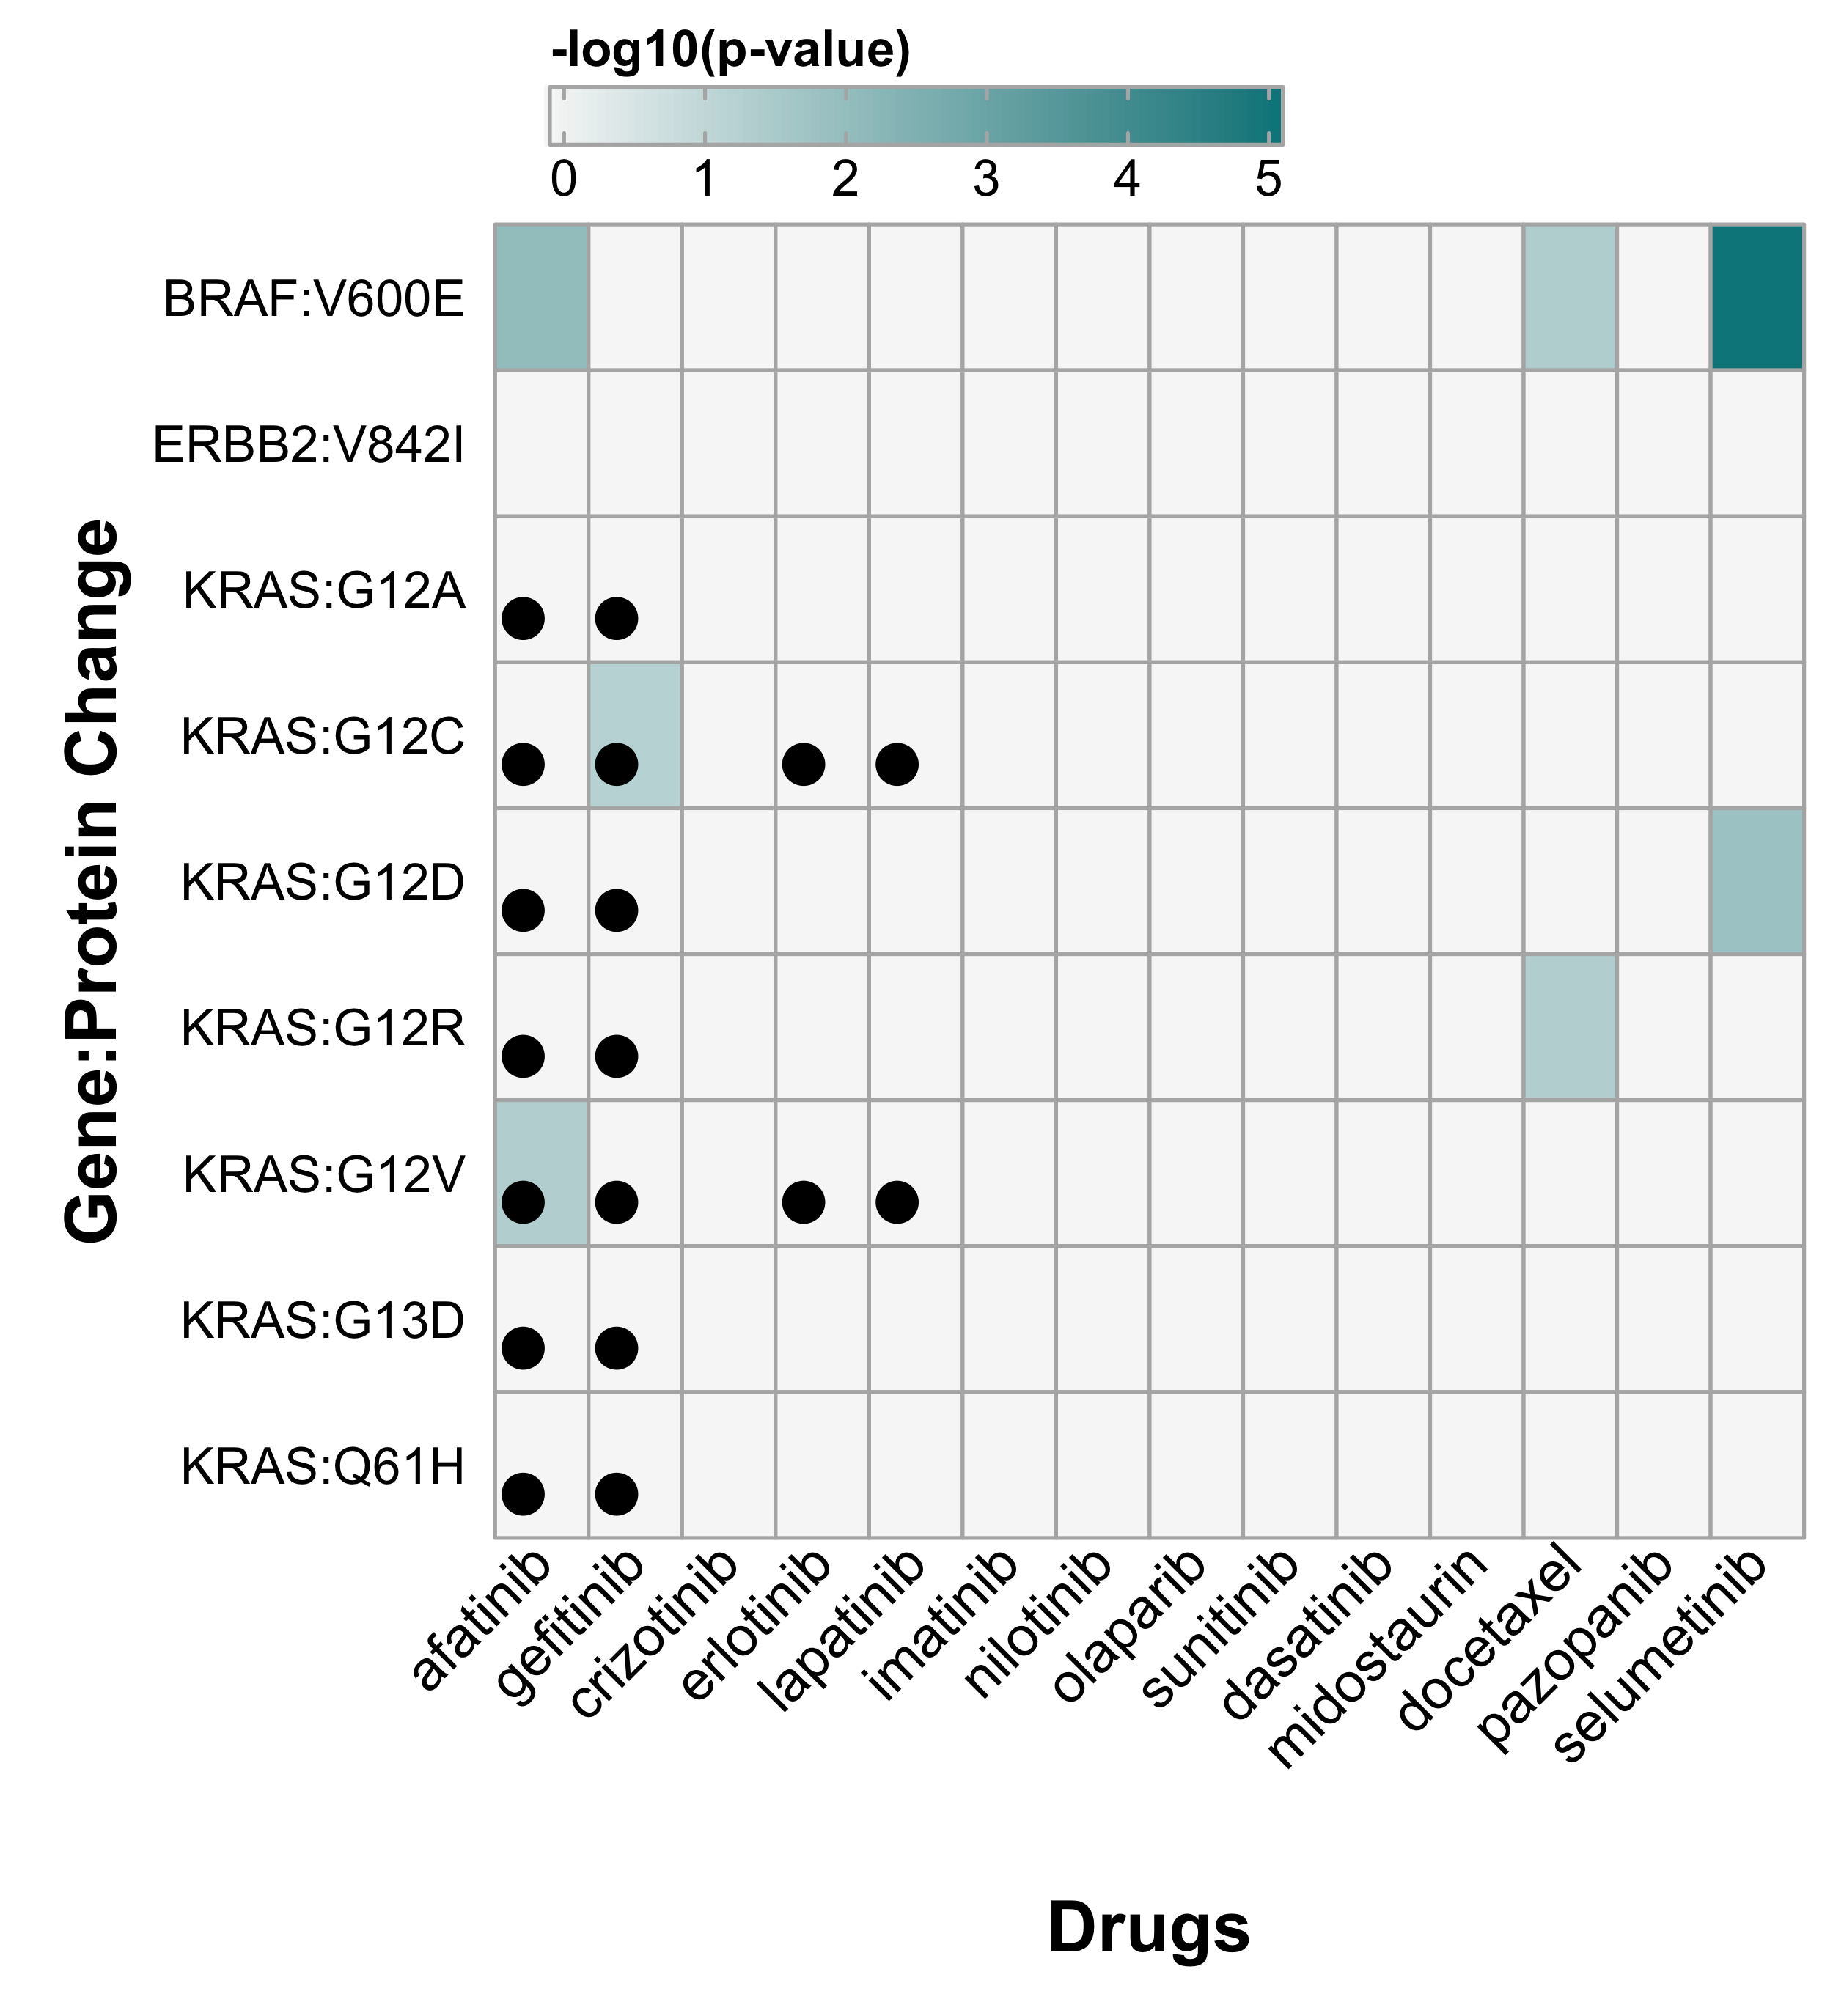 -log10(p-value)
0 1 2 3 4 5
Gene:Protein Change
BRAF:V600E
ERBB2:V842I
KRAS:G12A
KRAS:G12C
KRAS:G12D
KRAS:G12R
KRAS:G12V
KRAS:G13D
KRAS:Q61H
afatinib
gefitinib
crizotinib
erlotinib
lapatinib
imatinib
nilotinib
olaparib
sunitinib
dasatinib
midostaurin
docetaxel
pazopanib
selumetinib
Drugs